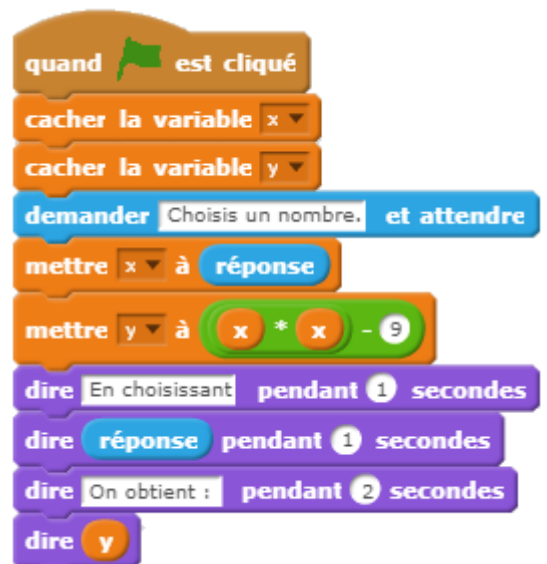 quand est cliqué
cacher la variable x
cacher la variable y
demander Choisis un nombre. et attendre
mettre x à réponse
mettre y à x * x - 9
dire En choisissant pendant 1 secondes
dire réponse pendant 1 secondes
dire On obtient : pendant 2 secondes
dire y